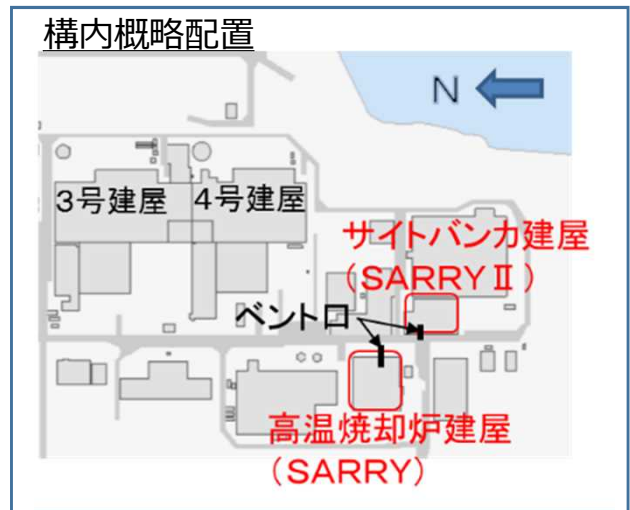 構内概略配置
N
3号建屋
4号建屋
サイトバンカ建屋
(SARRYⅡ)
ベント口
高温焼却炉建屋
(SARRY)